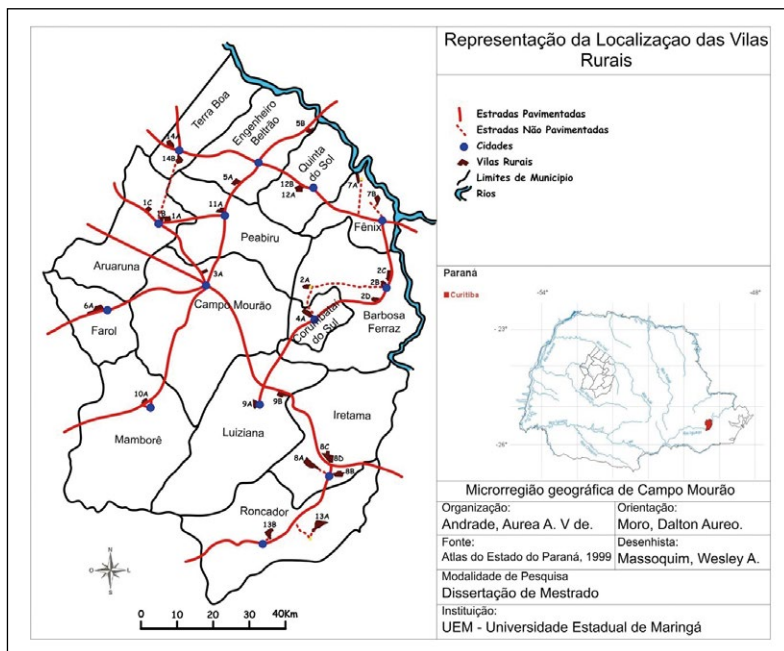 Representação da Localizaçao das Vilas
Rurais
Estradas Pavimentadas
Estradas Não Pavimentadas
Cidades
Vilas Rurais
Limites de Municipio
Rios
Terra Boa
Engenheiro
Beltrão
Quinta
do Sol
Fênix
Peabiru
Aruaruna
Campo Mourão
Farol
Corumbataí
do Sul
Barbosa
Ferraz
Mamborê
Luiziana
Iretama
Roncador
14A
14B
5B
5A
12B
12A
7A
7B
1C
1B
1A
11A
3A
2A
2C
2B
2D
4A
6A
10A
9A
9B
8C
8D
8A
8B
13B
13A
N
O
L
S
0 10 20 30 40Km
Paraná
Curitiba
-54°
-48°
- 23°
-26°
Microrregião geográfica de Campo Mourão
Organização:
Andrade, Aurea A. V de.
Orientação:
Moro, Dalton Aureo.
Fonte:
Atlas do Estado do Paraná, 1999
Desenhista:
Massoquim, Wesley A.
Modalidade de Pesquisa
Dissertação de Mestrado
Instituição:
UEM - Universidade Estadual de Maringá